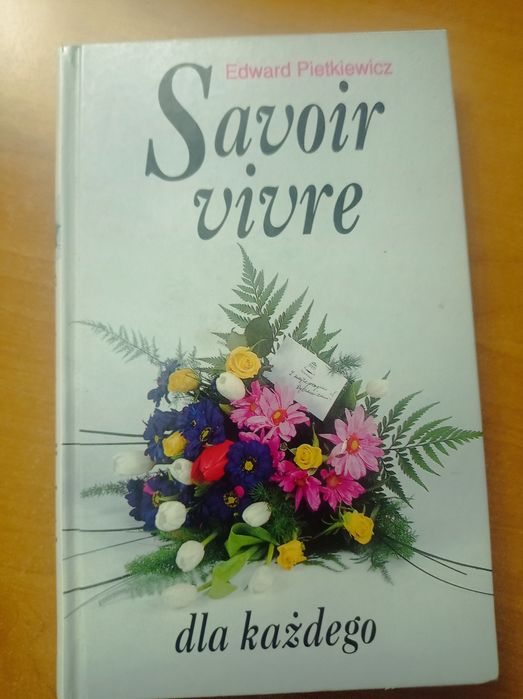 Edward Pietkiewicz
Savoir
vivre
dla każdego